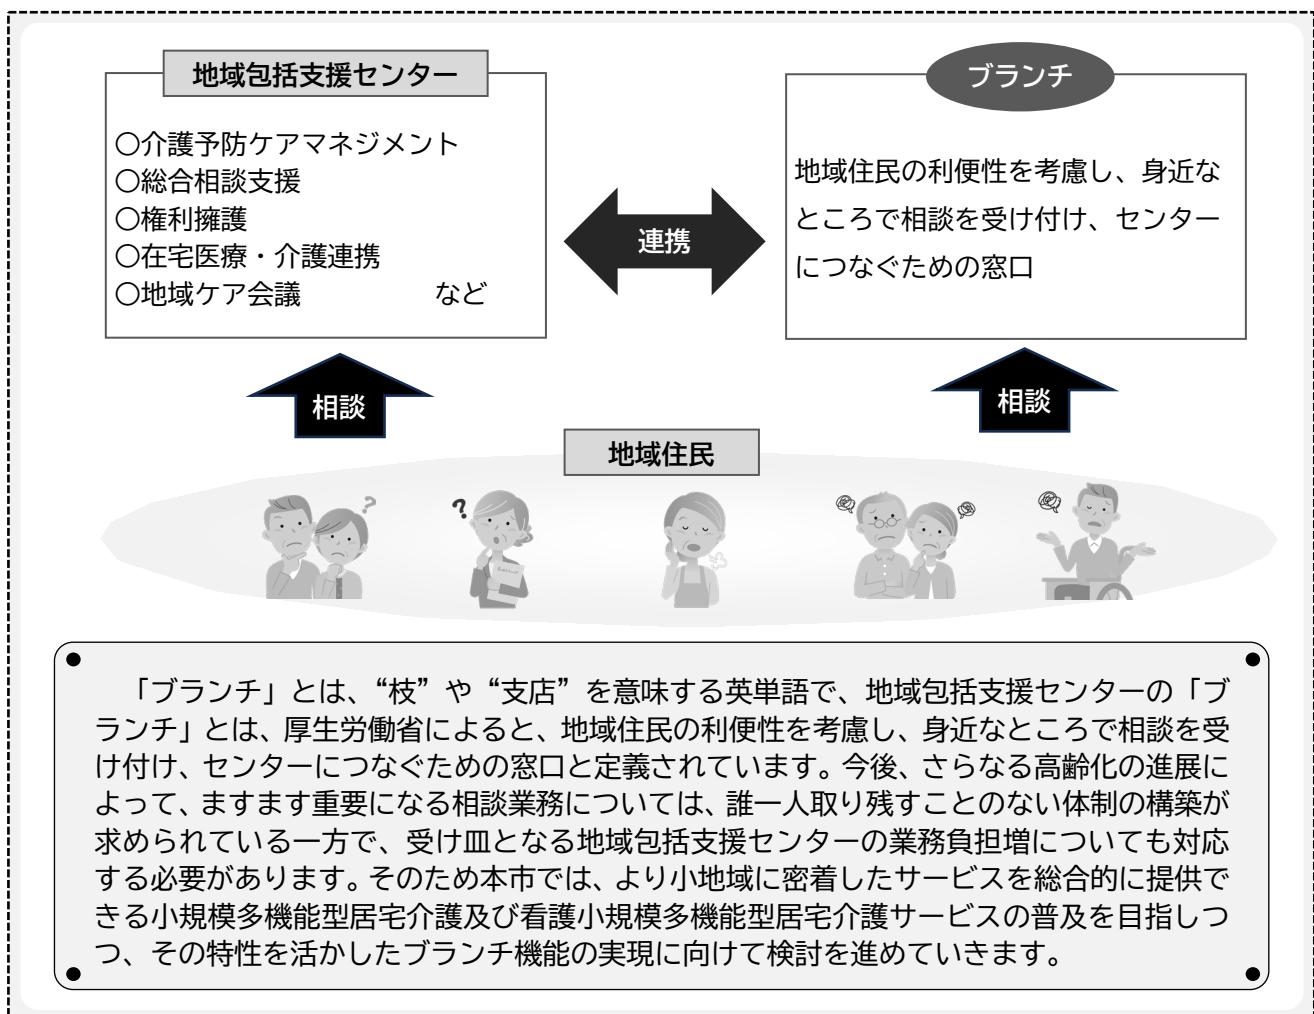 地域包括支援センター
○介護予防ケアマネジメント
○総合相談支援
○権利擁護
○在宅医療・介護連携
○地域ケア会議　　　　　など
連携
ブランチ
地域住民の利便性を考慮し、身近な
ところで相談を受け付け、センター
につなぐための窓口
相談
相談
地域住民
?
?
「ブランチ」とは、“枝”や“支店”を意味する英単語で、地域包括支援センターの「ブ
ランチ」とは、厚生労働省によると、地域住民の利便性を考慮し、身近なところで相談を受
け付け、センターにつなぐための窓口と定義されています。今後、さらなる高齢化の進展に
よって、ますます重要になる相談業務については、誰一人取り残すことのない体制の構築が
求められている一方で、受け皿となる地域包括支援センターの業務負担増についても対応
する必要があります。そのため本市では、より小地域に密着したサービスを総合的に提供で
きる小規模多機能型居宅介護及び看護小規模多機能型居宅介護サービスの普及を目指しつ
つ、その特性を活かしたブランチ機能の実現に向けて検討を進めていきます。